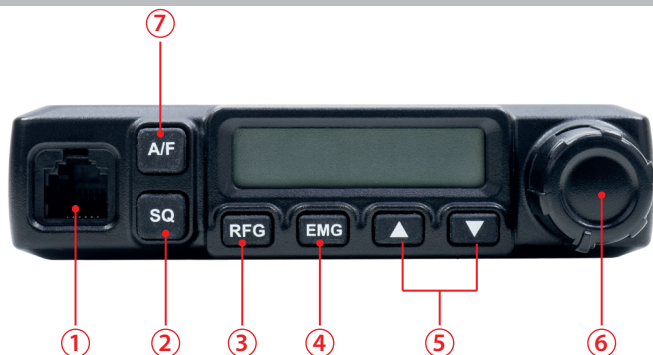 ⑦
A/F
SQ
RFG EMG ▲ ▼
① ② ③ ④ ⑤ ⑥